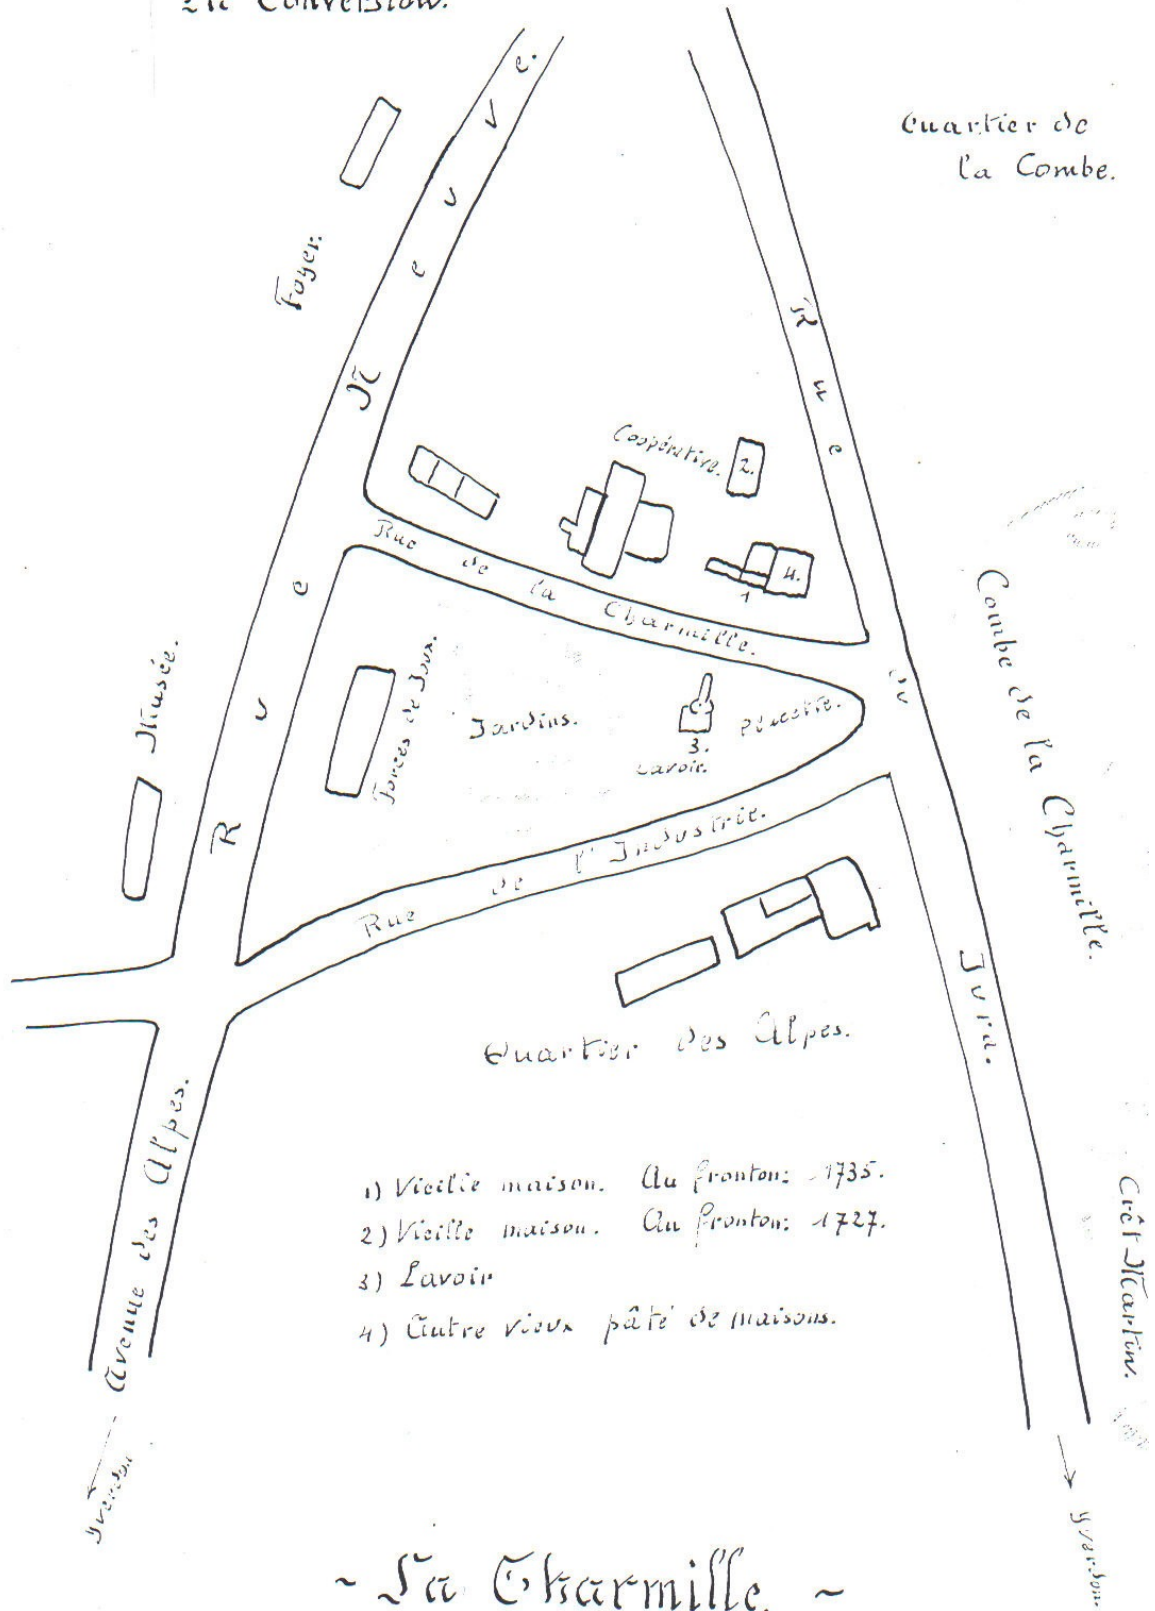 La Conversion.
Quartier de
la Combe.
Foyer.
Rue Neuve.
Coopérative.
2.
4.
1
Rue de la Charmille.
Rue du Jura.
Combe de la Charmille.
Musée.
Forces de Joux.
Jardins.
3.
Lavoir.
Placette.
Rue de l'Industrie.
Quartier des Alpes.
Avenue des Alpes.
1) Vieille maison. Au fronton: 1735.
2) Vieille maison. Au fronton: 1727.
3) Lavoir
4) Autre vieux pâté de maisons.
Crêt-Martin.
Yverdon
Yverdon.
~ La Charmille. ~